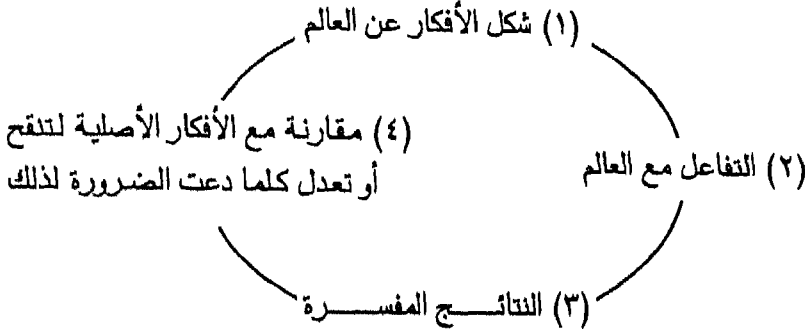 (١) شكل الأفكار عن العالم
(٢) التفاعل مع العالم
(٣) النتائج المفسرة
(٤) مقارنة مع الأفكار الأصلية لتنقح
أو تعدل كلما دعت الضرورة لذلك